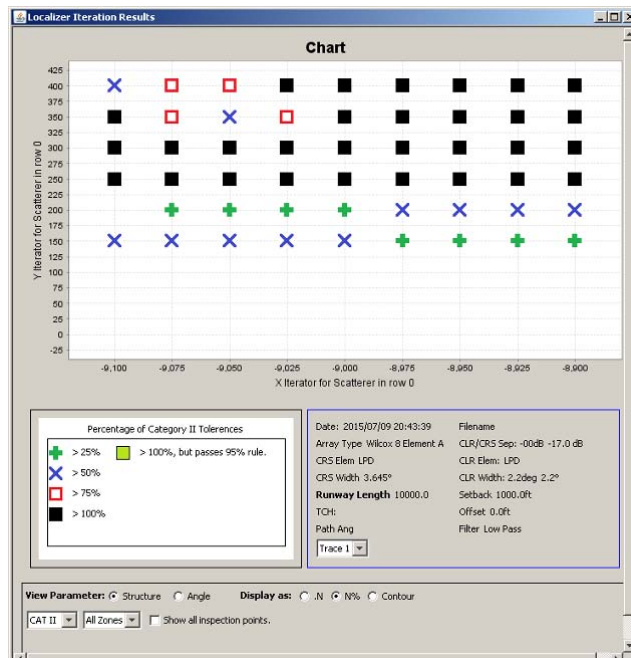 Localizer Iteration Results
Chart
Y Iterator for Scatterer in row 0
425
400
375
350
325
300
275
250
225
200
175
150
125
100
75
50
25
0
-25
-9,100 -9,075 -9,050 -9,025 -9,000 -8,975 -8,950 -8,925 -8,900
X Iterator for Scatterer in row 0
Percentage of Category II Tolerences
> 25% > 100%, but passes 95% rule.
> 50%
> 75%
> 100%
Date: 2015/07/09 20:43:39 Filename
Array Type Wilcox 8 Element A CLR/CRS Sep: -00dB -17.0 dB
CRS Elem LPD CLR Elem: LPD
CRS Width 3.645° CLR Width: 2.2deg 2.2°
Runway Length 10000.0 Setback 1000.0ft
TCH: Offset 0.0ft
Path Ang Filter Low Pass
Trace 1
View Parameter: Structure Angle Display as: .N N% Contour
CAT II All Zones Show all inspection points.